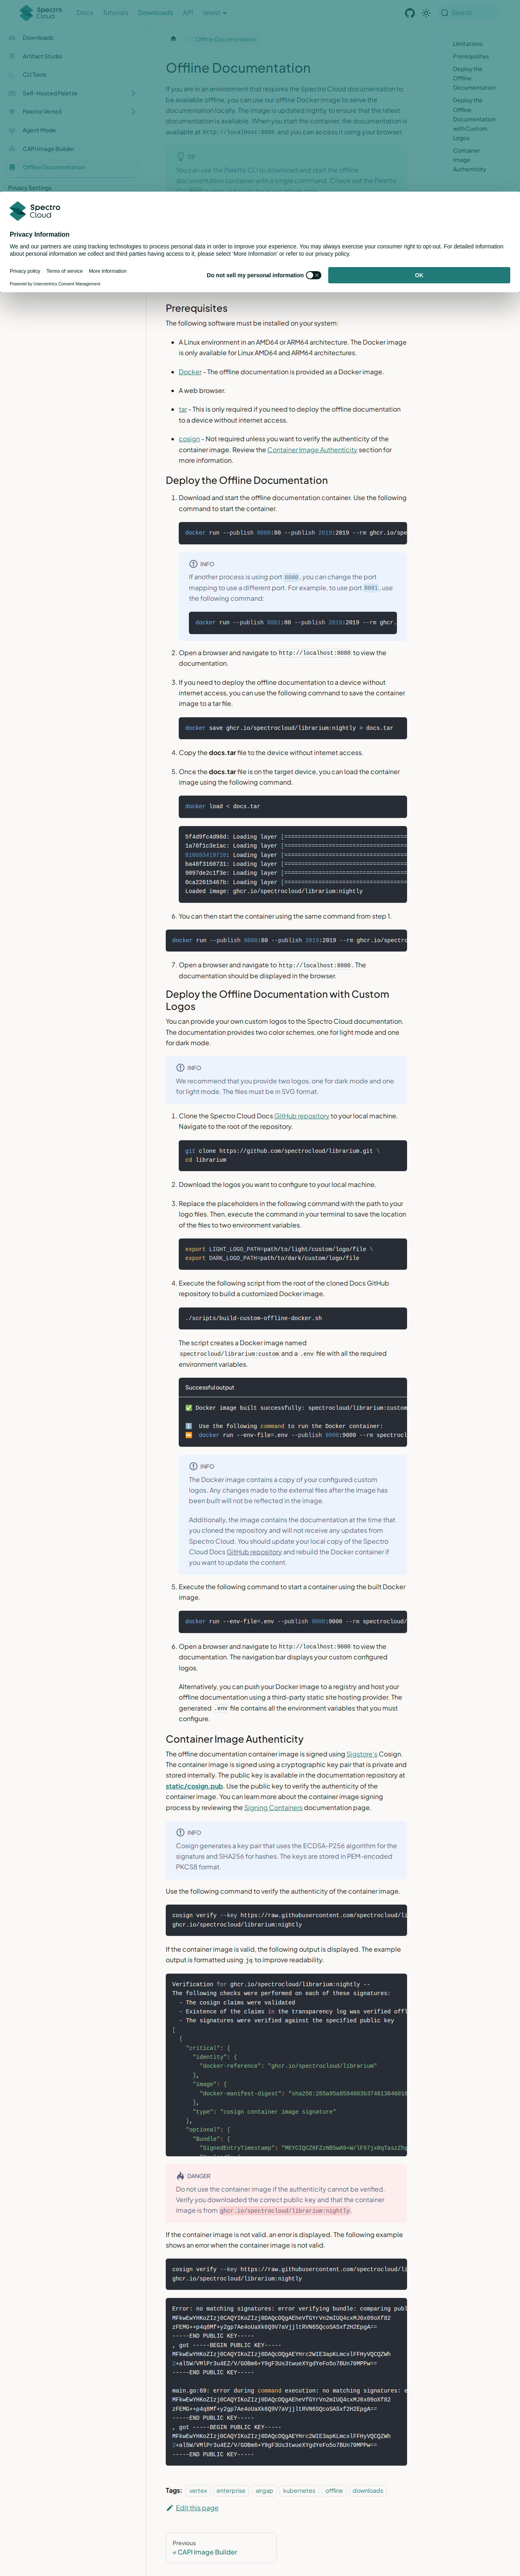 Spectro Cloud
Docs Tutorials Downloads API latest
Search
Downloads
Artifact Studio
CLI Tools
Self-Hosted Palette
Palette VerteX
Agent Mode
CAPI Image Builder
Offline Documentation
Privacy Settings
Offline Documentation
Offline Documentation
If you are in an environment that requires the Spectro Cloud documentation to
be available offline, you can use our offline Docker image to serve the
documentation locally. The image is updated nightly to ensure that the latest
documentation is available. When you start the container, the documentation is
available at http://localhost:8080 and you can access it using your browser.
TIP
You can use the Palette CLI to download and start the offline
documentation container with a single command. Check out the Palette
Limitations
Prerequisites
Deploy the
Offline
Documentation
Deploy the
Offline
Documentation
with Custom
Logos
Container
Image
Authenticity
Spectro Cloud
Privacy Information
We and our partners are using tracking technologies to process personal data in order to improve your experience. You may always exercise your consumer right to opt-out. For detailed information
about personal information we collect and third parties having access to it, please select 'More Information' or refer to our privacy policy.
Privacy policy Terms of service More Information
Powered by Usercentrics Consent Management
Do not sell my personal information
OK
Prerequisites
The following software must be installed on your system:
A Linux environment in an AMD64 or ARM64 architecture. The Docker image
is only available for Linux AMD64 and ARM64 architectures.
Docker - The offline documentation is provided as a Docker image.
A web browser.
tar - This is only required if you need to deploy the offline documentation
to a device without internet access.
cosign - Not required unless you want to verify the authenticity of the
container image. Review the Container Image Authenticity section for
more information.
Deploy the Offline Documentation
1. Download and start the offline documentation container. Use the following
command to start the container.
docker run --publish 8080:80 --publish 2019:2019 --rm ghcr.io/spe
INFO
If another process is using port 8080, you can change the port
mapping to use a different port. For example, to use port 8081, use
the following command:
docker run --publish 8081:80 --publish 2019:2019 --rm ghcr.
2. Open a browser and navigate to http://localhost:8080 to view the
documentation.
3. If you need to deploy the offline documentation to a device without
internet access, you can use the following command to save the container
image to a tar file.
docker save ghcr.io/spectrocloud/librarium:nightly > docs.tar
4. Copy the docs.tar file to the device without internet access.
5. Once the docs.tar file is on the target device, you can load the container
image using the following command.
docker load < docs.tar
5f4d9fc4d98d: Loading layer [====================================
1a76f1c3e1ac: Loading layer [====================================
010693419716: Loading layer [====================================
ba48f3160731: Loading layer [====================================
9097de2c1f3e: Loading layer [====================================
0ca22615467b: Loading layer [====================================
Loaded image: ghcr.io/spectrocloud/librarium:nightly
6. You can then start the container using the same command from step 1.
docker run --publish 8080:80 --publish 2019:2019 --rm ghcr.io/spectro
7. Open a browser and navigate to http://localhost:8080. The
documentation should be displayed in the browser.
Deploy the Offline Documentation with Custom
Logos
You can provide your own custom logos to the Spectro Cloud documentation.
The documentation provides two color schemes, one for light mode and one
for dark mode.
INFO
We recommend that you provide two logos, one for dark mode and one
for light mode. The files must be in SVG format.
1. Clone the Spectro Cloud Docs GitHub repository to your local machine.
Navigate to the root of the repository.
git clone https://github.com/spectrocloud/librarium.git \
cd librarium
2. Download the logos you want to configure to your local machine.
3. Replace the placeholders in the following command with the path to your
logo files. Then, execute the command in your terminal to save the location
of the files to two environment variables.
export LIGHT_LOGO_PATH=path/to/light/custom/logo/file \
export DARK_LOGO_PATH=path/to/dark/custom/logo/file
4. Execute the following script from the root of the cloned Docs GitHub
repository to build a customized Docker image.
./scripts/build-custom-offline-docker.sh
The script creates a Docker image named
spectrocloud/librarium:custom and a .env file with all the required
environment variables.
Successful output
✅ Docker image built successfully: spectrocloud/librarium:custom
ℹ️ Use the following command to run the Docker container:
➡️ docker run --env-file=.env --publish 9000:9000 --rm spectrocl
INFO
The Docker image contains a copy of your configured custom
logos. Any changes made to the external files after the image has
been built will not be reflected in the image.
Additionally, the image contains the documentation at the time that
you cloned the repository and will not receive any updates from
Spectro Cloud. You should update your local copy of the Spectro
Cloud Docs GitHub repository and rebuild the Docker container if
you want to update the content.
5. Execute the following command to start a container using the built Docker
image.
docker run --env-file=.env --publish 9000:9000 --rm spectrocloud/
6. Open a browser and navigate to http://localhost:9000 to view the
documentation. The navigation bar displays your custom configured
logos.
Alternatively, you can push your Docker image to a registry and host your
offline documentation using a third-party static site hosting provider. The
generated .env file contains all the environment variables that you must
configure.
Container Image Authenticity
The offline documentation container image is signed using Sigstore's Cosign.
The container image is signed using a cryptographic key pair that is private and
stored internally. The public key is available in the documentation repository at
static/cosign.pub. Use the public key to verify the authenticity of the
container image. You can learn more about the container image signing
process by reviewing the Signing Containers documentation page.
INFO
Cosign generates a key pair that uses the ECDSA-P256 algorithm for the
signature and SHA256 for hashes. The keys are stored in PEM-encoded
PKCS8 format.
Use the following command to verify the authenticity of the container image.
cosign verify --key https://raw.githubusercontent.com/spectrocloud/li
ghcr.io/spectrocloud/librarium:nightly
If the container image is valid, the following output is displayed. The example
output is formatted using jq to improve readability.
Verification for ghcr.io/spectrocloud/librarium:nightly --
The following checks were performed on each of these signatures:
- The cosign claims were validated
- Existence of the claims in the transparency log was verified offl
- The signatures were verified against the specified public key
[
{
"critical": {
"identity": {
"docker-reference": "ghcr.io/spectrocloud/librarium"
},
"image": {
"docker-manifest-digest": "sha256:285a95a8594883b3748138460182
},
"type": "cosign container image signature"
},
"optional": {
"Bundle": {
"SignedEntryTimestamp": "MEYCIQCZ6FZzNB5wA9+W/lF57jx0qTaszZhg
DANGER
Do not use the container image if the authenticity cannot be verified.
Verify you downloaded the correct public key and that the container
image is from ghcr.io/spectrocloud/librarium:nightly.
If the container image is not valid, an error is displayed. The following example
shows an error when the container image is not valid.
cosign verify --key https://raw.githubusercontent.com/spectrocloud/li
ghcr.io/spectrocloud/librarium:nightly
Error: no matching signatures: error verifying bundle: comparing publ
MFkwEwYHKoZIzj0CAQYIKoZIzj0DAQcDQgAEheVfGYrVn2mIUQ4cxMJ6x09oXf82
zFEMG++p4q8Mf+y2gp7Ae4oUaXk6Q9V7aVjjltRVN6SQcoSASxf2H2EpgA==
-----END PUBLIC KEY-----
, got -----BEGIN PUBLIC KEY-----
MFkwEwYHKoZIzj0CAQYIKoZIzj0DAQcDQgAEYHrc2WIE3apKLmcxlFFHyVQCQZWh
2+al5W/VMlPr3u4EZ/V/GOBm6+Y9gF3Us3twueXYgdYeFo5o7BUn70MPPw==
-----END PUBLIC KEY-----
main.go:69: error during command execution: no matching signatures: e
MFkwEwYHKoZIzj0CAQYIKoZIzj0DAQcDQgAEheVfGYrVn2mIUQ4cxMJ6x09oXf82
zFEMG++p4q8Mf+y2gp7Ae4oUaXk6Q9V7aVjjltRVN6SQcoSASxf2H2EpgA==
-----END PUBLIC KEY-----
, got -----BEGIN PUBLIC KEY-----
MFkwEwYHKoZIzj0CAQYIKoZIzj0DAQcDQgAEYHrc2WIE3apKLmcxlFFHyVQCQZWh
2+al5W/VMlPr3u4EZ/V/GOBm6+Y9gF3Us3twueXYgdYeFo5o7BUn70MPPw==
-----END PUBLIC KEY-----
Tags: vertex enterprise airgap kubernetes offline downloads
Edit this page
Previous
« CAPI Image Builder